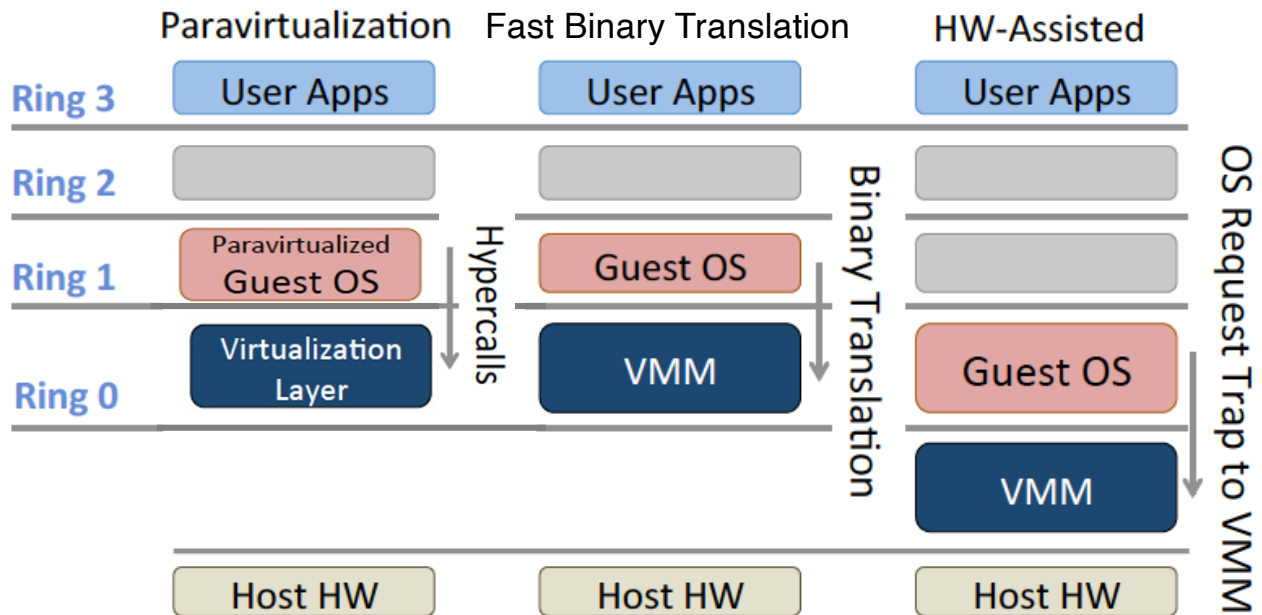 Paravirtualization
Fast Binary Translation
HW-Assisted
Ring 3
User Apps
User Apps
User Apps
Ring 2
Ring 1
Paravirtualized
Guest OS
Hypercalls
Guest OS
Binary Translation
OS Request Trap to VMM
Ring 0
Virtualization
Layer
VMM
Guest OS
VMM
Host HW
Host HW
Host HW